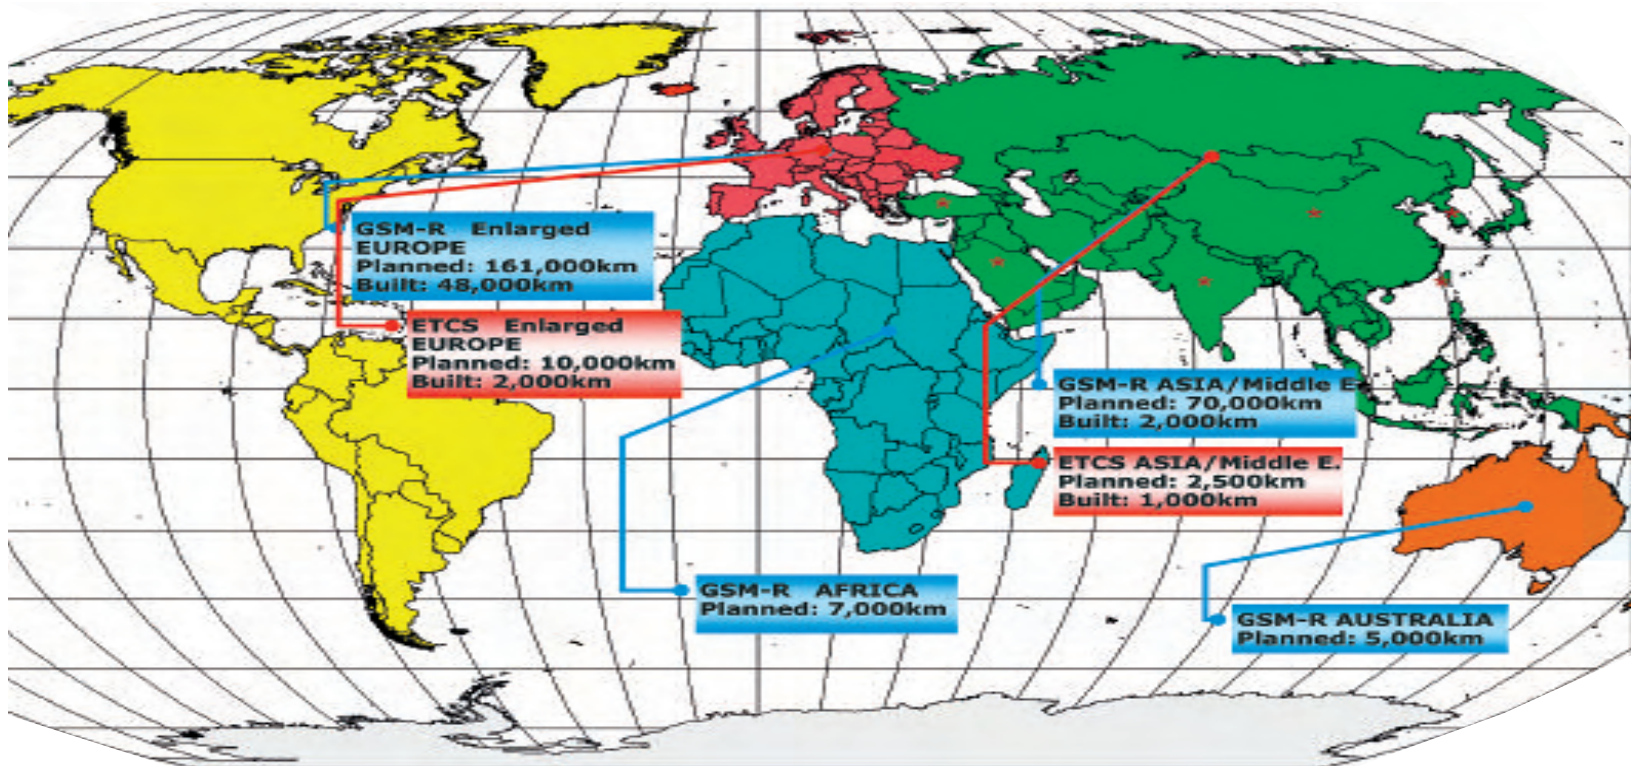 GSM-R Enlarged
EUROPE
Planned: 161,000km
Built: 48,000km
ETCS Enlarged
EUROPE
Planned: 10,000km
Built: 2,000km
GSM-R ASIA/Middle E
Planned: 70,000km
Built: 2,000km
ETCS ASIA/Middle E.
Planned: 2,500km
Built: 1,000km
GSM-R AFRICA
Planned: 7,000km
GSM-R AUSTRALIA
Planned: 5,000km